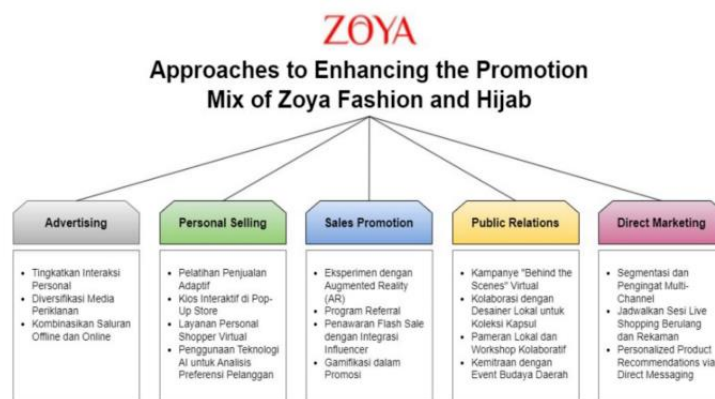 ZOYA
Approaches to Enhancing the Promotion
Mix of Zoya Fashion and Hijab
Advertising
• Tingkatkan Interaksi
Personal
• Diversifikasi Media
Periklanan
• Kombinasikan Saluran
Offline dan Online
Personal Selling
• Pelatihan Penjualan
Adaptif
• Kios Interaktif di Pop-
Up Store
• Layanan Personal
Shopper Virtual
• Penggunaan Teknologi
AI untuk Analisis
Preferensi Pelanggan
Sales Promotion
• Eksperimen dengan
Augmented Reality
(AR)
• Program Referral
• Penawaran Flash Sale
dengan Integrasi
Influencer
• Gamifikasi dalam
Promosi
Public Relations
• Kampanye "Behind the
Scenes" Virtual
• Kolaborasi dengan
Desainer Lokal untuk
Koleksi Kapsul
• Pameran Lokal dan
Workshop Kolaboratif
• Kemitraan dengan
Event Budaya Daerah
Direct Marketing
• Segmentasi dan
Pengingat Multi-
Channel
• Jadwalkan Sesi Live
Shopping Berulang
dan Rekaman
• Personalized Product
Recommendations via
Direct Messaging